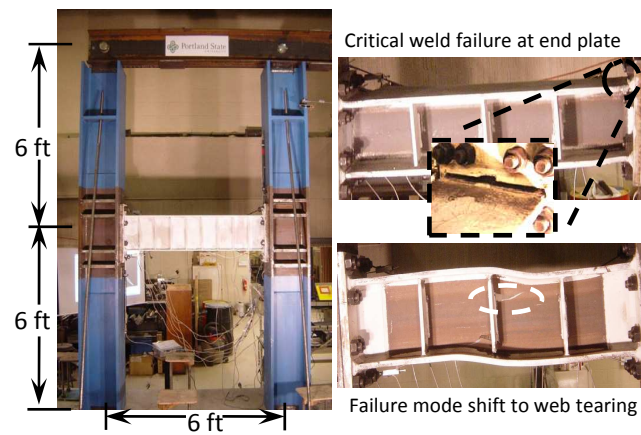 Portland State
Critical weld failure at end plate
6 ft
6 ft
6 ft
Failure mode shift to web tearing